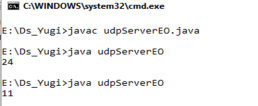 C:\WINDOWS\system32\cmd.exe
E:\Ds_Yugi>javac udpServerEO.java
E:\Ds_Yugi>java udpServerEO
24
E:\Ds_Yugi>java udpServerEO
11